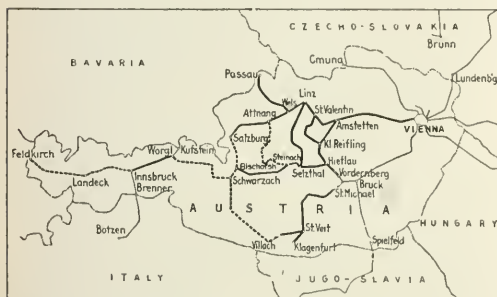 CZECHO-SLOVAKIA
Brunn
BAVARIA
Gmuna
Passau
Linz
Lundenb'g
Wels
St.Valentin
Attnang
Amstetten
VIENNA
Salzburg
Kl.Reifling
Feldkirch
Worgl
Kufstein
Steinach
Hieflau
Bischofsh.
Selzthal
Vordernberg
Landeck
Innsbruck
Schwarzach
Bruck
Brenner
St.Michael
AUSTRIA
HUNGARY
Botzen
St.Veit
Villach
Klagenfurt
Spielfeld
ITALY
JUGO-SLAVIA